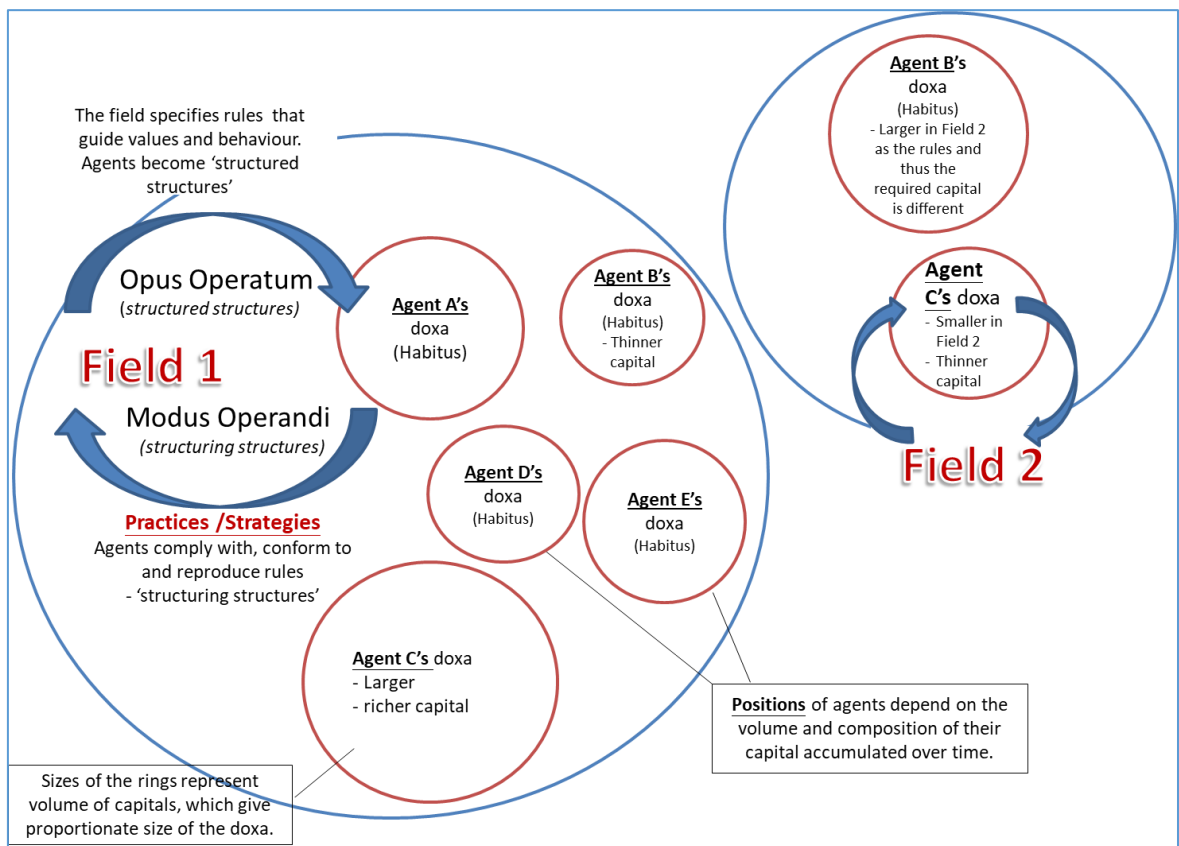 The field specifies rules that
guide values and behaviour.
Agents become ‘structured
structures’
Opus Operatum
(structured structures)
Field 1
Modus Operandi
(structuring structures)
Practices /Strategies
Agents comply with, conform to
and reproduce rules
- ‘structuring structures’
Agent A’s
doxa
(Habitus)
Agent B’s
doxa
(Habitus)
- Thinner
capital
Agent D’s
doxa
(Habitus)
Agent E’s
doxa
(Habitus)
Agent C’s doxa
- Larger
- richer capital
Sizes of the rings represent
volume of capitals, which give
proportionate size of the doxa.
Positions of agents depend on the
volume and composition of their
capital accumulated over time.
Agent B’s
doxa
(Habitus)
- Larger in Field 2
as the rules and
thus the
required capital
is different
Agent
C’s doxa
- Smaller in
Field 2
- Thinner
capital
Field 2